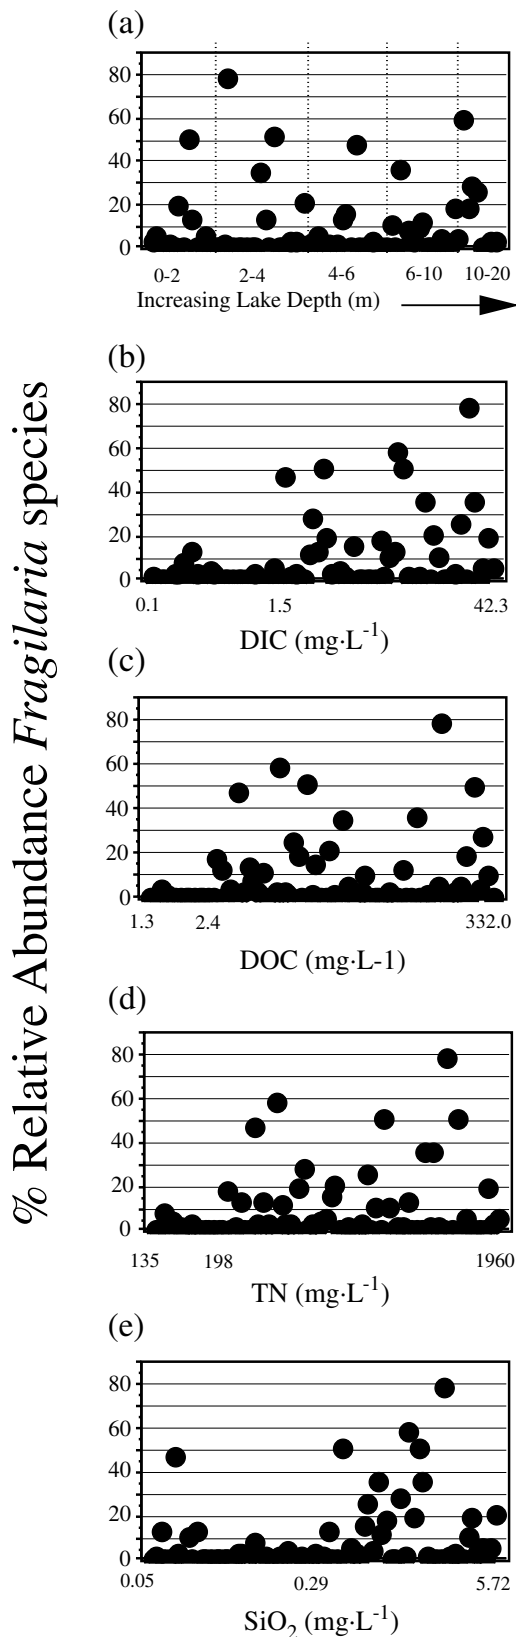 % Relative Abundance Fragilaria species
(a)
80
60
40
20
0
0-2 2-4 4-6 6-10 10-20
Increasing Lake Depth (m)
(b)
80
60
40
20
0
0.1 1.5 42.3
DIC (mg·L-1)
(c)
80
60
40
20
0
1.3 2.4 332.0
DOC (mg·L-1)
(d)
80
60
40
20
0
135 198 1960
TN (mg·L-1)
(e)
80
60
40
20
0
0.05 0.29 5.72
SiO2 (mg·L-1)